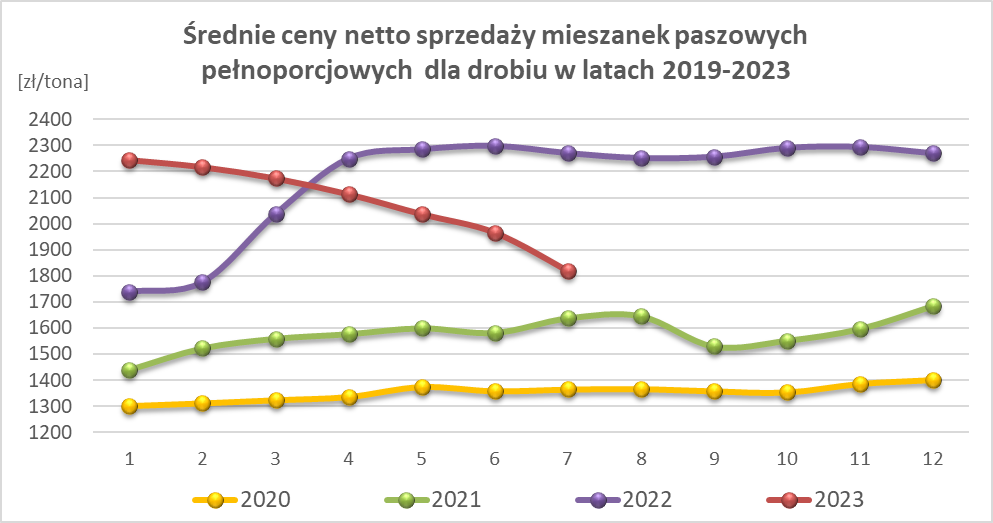 Średnie ceny netto sprzedaży mieszanek paszowych
pełnoporcjowych dla drobiu w latach 2019-2023
[zł/tona]
2400
2300
2200
2100
2000
1900
1800
1700
1600
1500
1400
1300
1200
1 2 3 4 5 6 7 8 9 10 11 12
2020 2021 2022 2023